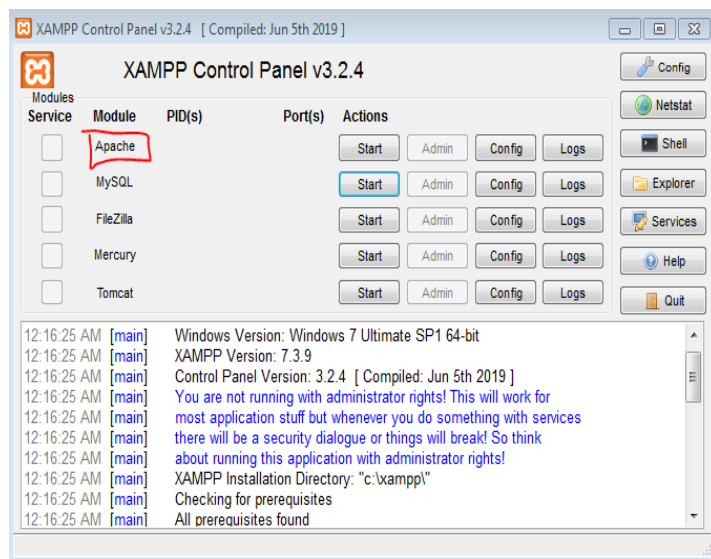 XAMPP Control Panel v3.2.4 [ Compiled: Jun 5th 2019 ]
XAMPP Control Panel v3.2.4
Config
Modules
Service Module PID(s) Port(s) Actions
Netstat
Apache Start Admin Config Logs
Shell
MySQL Start Admin Config Logs
Explorer
FileZilla Start Admin Config Logs
Services
Mercury Start Admin Config Logs
Help
Tomcat Start Admin Config Logs
Quit
12:16:25 AM [main] Windows Version: Windows 7 Ultimate SP1 64-bit
12:16:25 AM [main] XAMPP Version: 7.3.9
12:16:25 AM [main] Control Panel Version: 3.2.4 [ Compiled: Jun 5th 2019 ]
12:16:25 AM [main] You are not running with administrator rights! This will work for
12:16:25 AM [main] most application stuff but whenever you do something with services
12:16:25 AM [main] there will be a security dialogue or things will break! So think
12:16:25 AM [main] about running this application with administrator rights!
12:16:25 AM [main] XAMPP Installation Directory: "c:\xampp\"
12:16:25 AM [main] Checking for prerequisites
12:16:25 AM [main] All prerequisites found